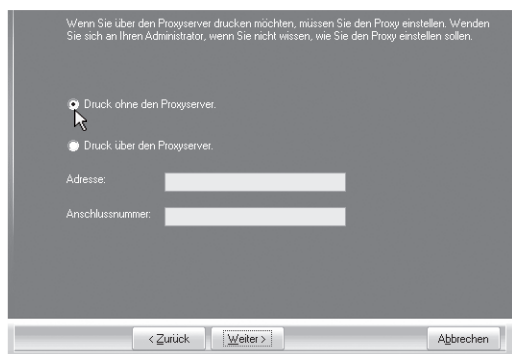 Wenn Sie über den Proxyserver drucken möchten, müssen Sie den Proxy einstellen. Wenden
Sie sich an Ihren Administrator, wenn Sie nicht wissen, wie Sie den Proxy einstellen sollen.
Druck ohne den Proxyserver.
Druck über den Proxyserver.
Adresse:
Anschlussnummer:
< Zurück Weiter > Abbrechen